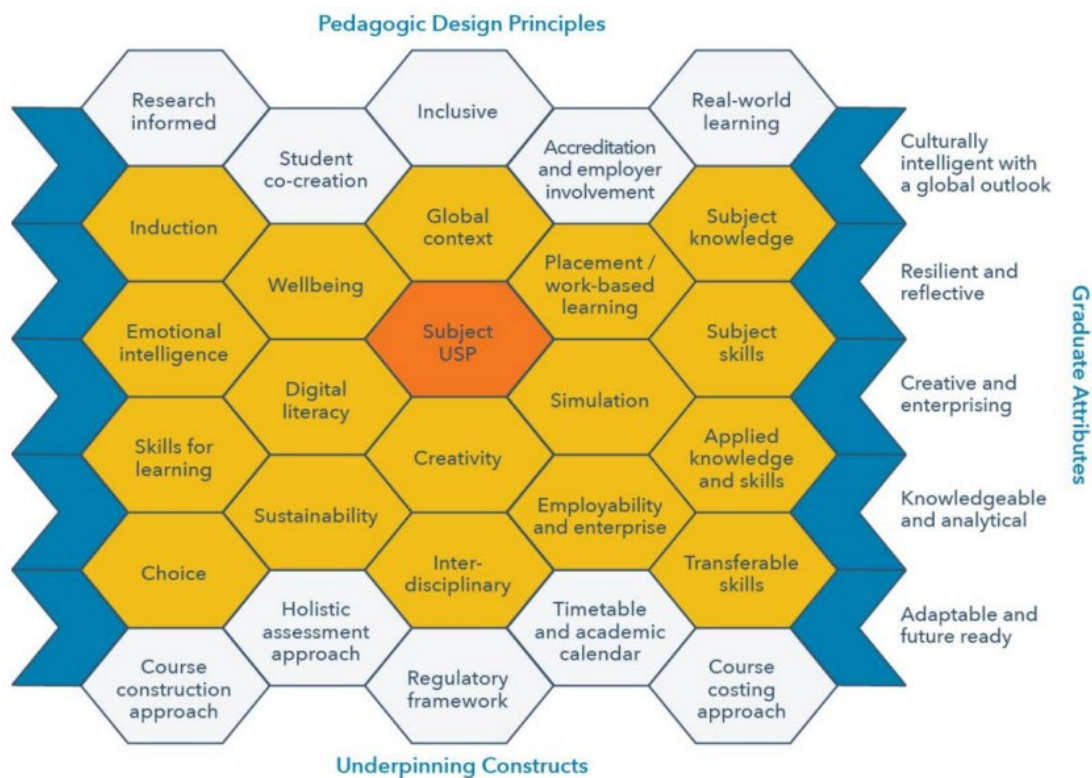 Pedagogic Design Principles
Research
informed
Inclusive
Real-world
learning
Student
co-creation
Accreditation
and employer
involvement
Culturally
intelligent with
a global outlook
Induction
Global
context
Subject
knowledge
Wellbeing
Placement /
work-based
learning
Resilient and
reflective
Emotional
intelligence
Subject
USP
Subject
skills
Digital
literacy
Simulation
Creative and
enterprising
Graduate Attributes
Skills for
learning
Creativity
Applied
knowledge
and skills
Sustainability
Employability
and enterprise
Knowledgeable
and analytical
Choice
Inter-
disciplinary
Transferable
skills
Holistic
assessment
approach
Timetable
and academic
calendar
Adaptable and
future ready
Course
construction
approach
Regulatory
framework
Course
costing
approach
Underpinning Constructs